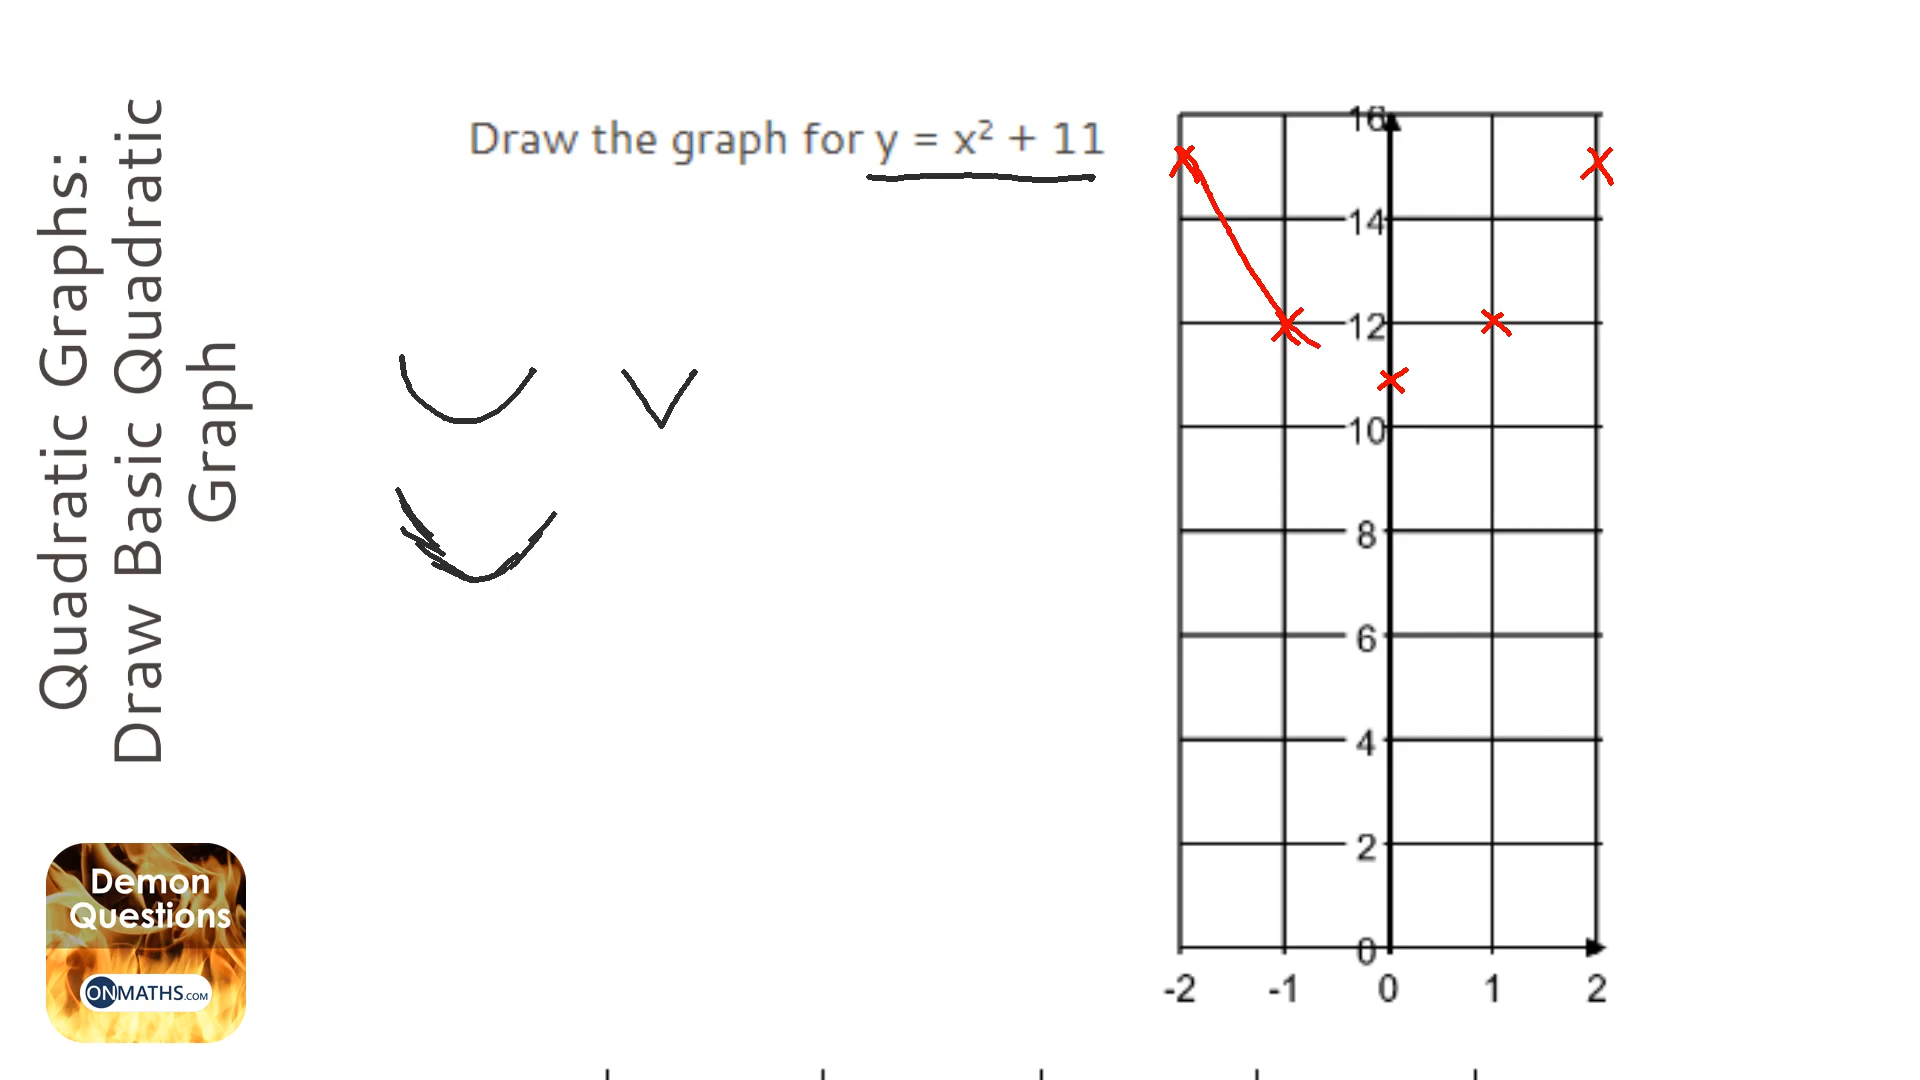 Quadratic Graphs:
Draw Basic Quadratic
Graph
Draw the graph for y = x² + 11
16
14
12
10
8
6
4
2
0
-2 -1 0 1 2
Demon
Questions
ONMATHS.COM